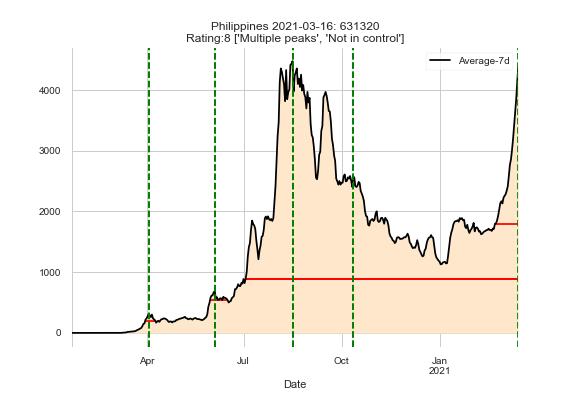 Philippines 2021-03-16: 631320
Rating:8 ['Multiple peaks', 'Not in control']
Average-7d
4000
3000
2000
1000
0
Apr
Jul
Oct
Jan
2021
Date